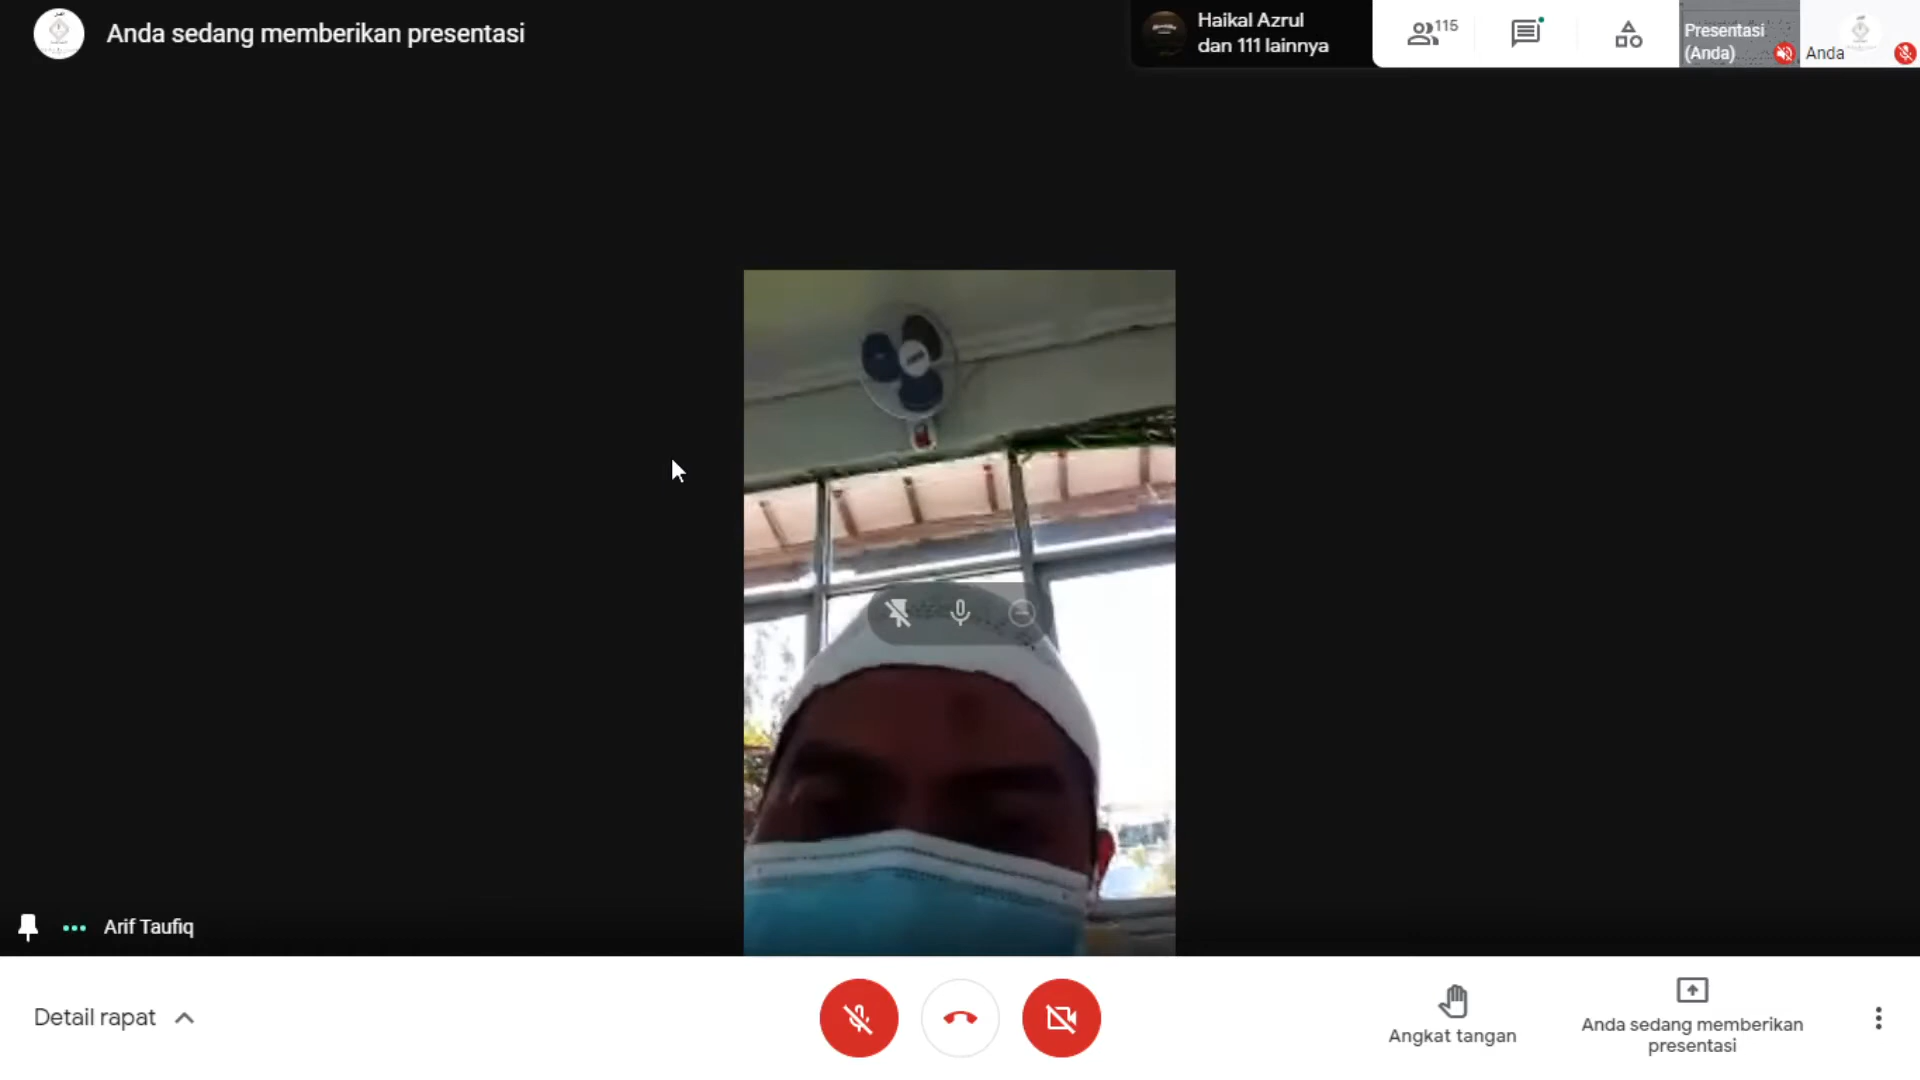 Anda sedang memberikan presentasi
Haikal Azrul
dan 111 lainnya
115
Presentasi
(Anda)
Anda
Arif Taufiq
Detail rapat
Angkat tangan
Anda sedang memberikan
presentasi